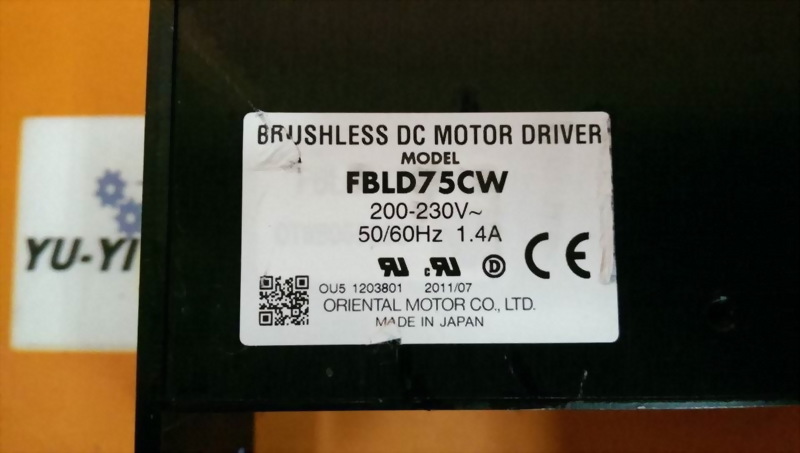 BRUSHLESS DC MOTOR DRIVER
MODEL
FBLD75CW
200-230V~
50/60Hz 1.4A
OU5 1203801 2011/07
ORIENTAL MOTOR CO., LTD.
MADE IN JAPAN
YU-YI